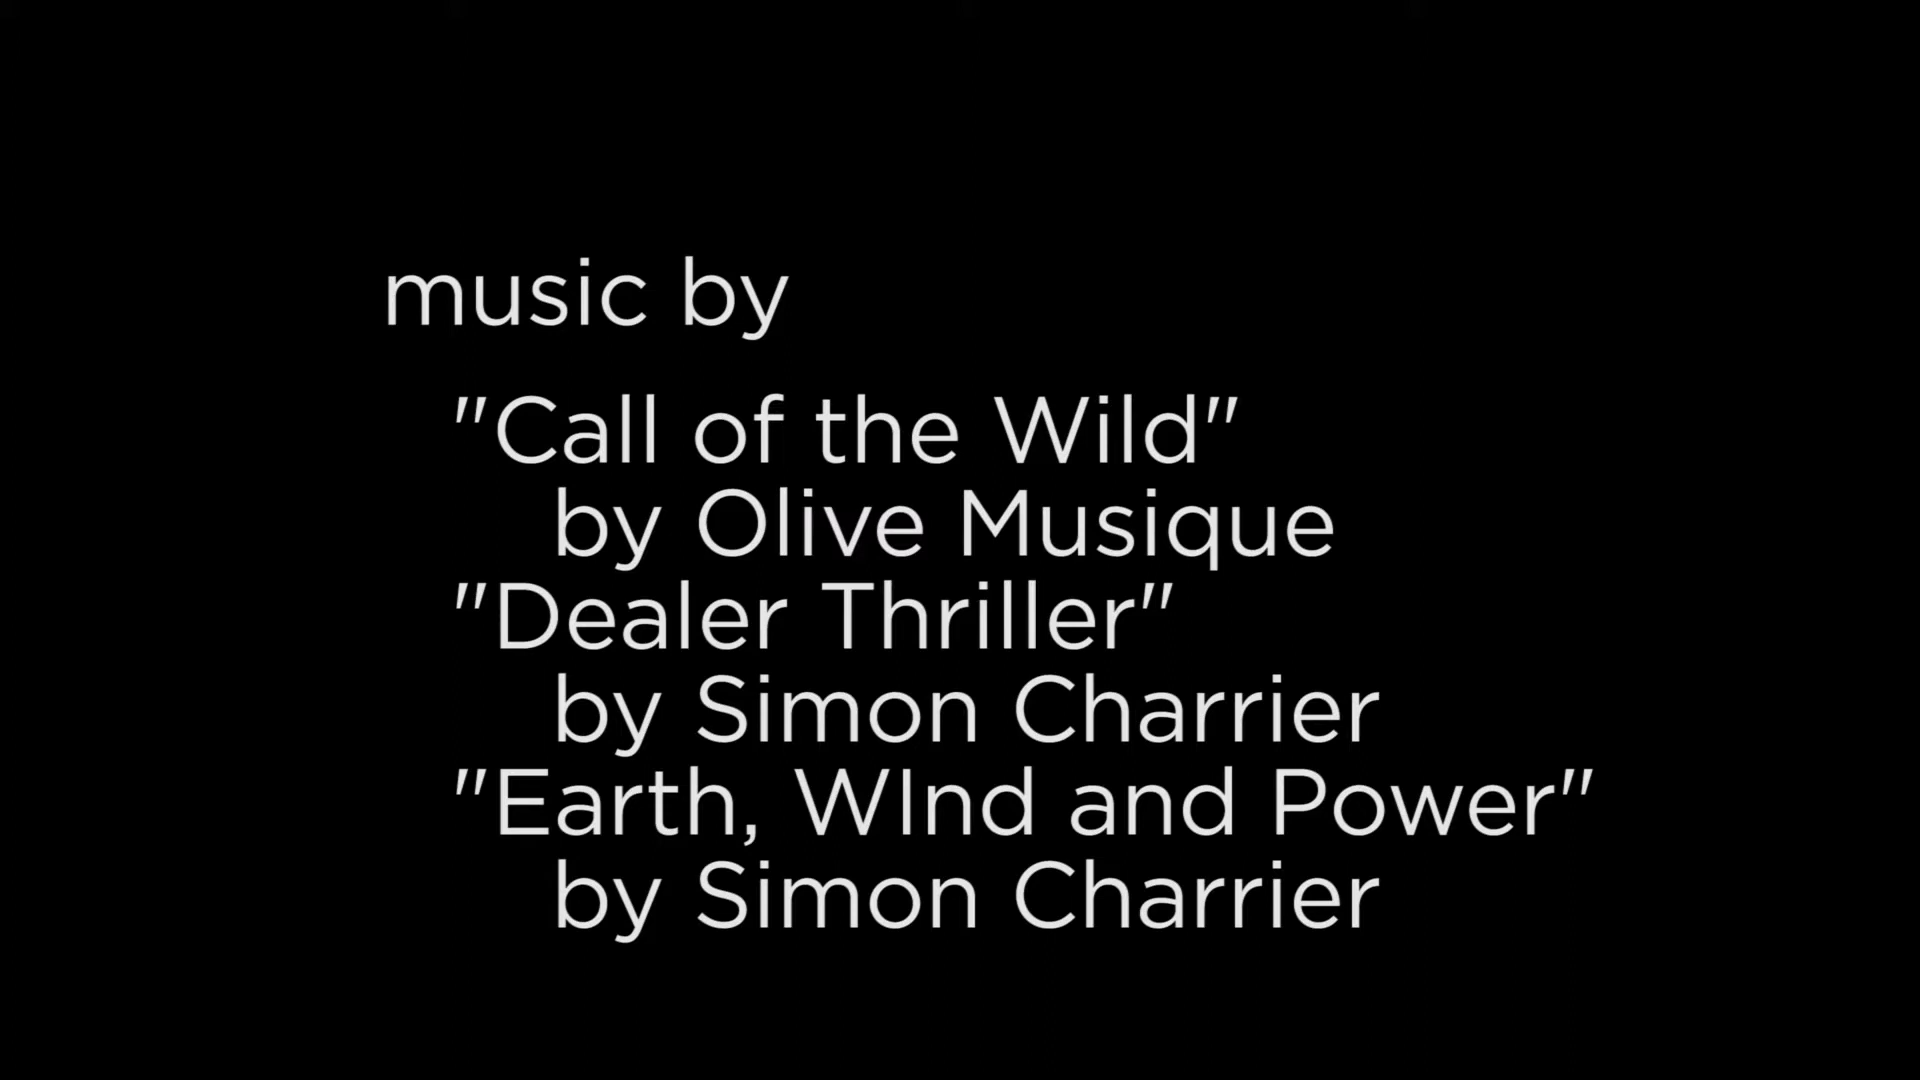 music by
"Call of the Wild"
by Olive Musique
"Dealer Thriller"
by Simon Charrier
"Earth, WInd and Power"
by Simon Charrier